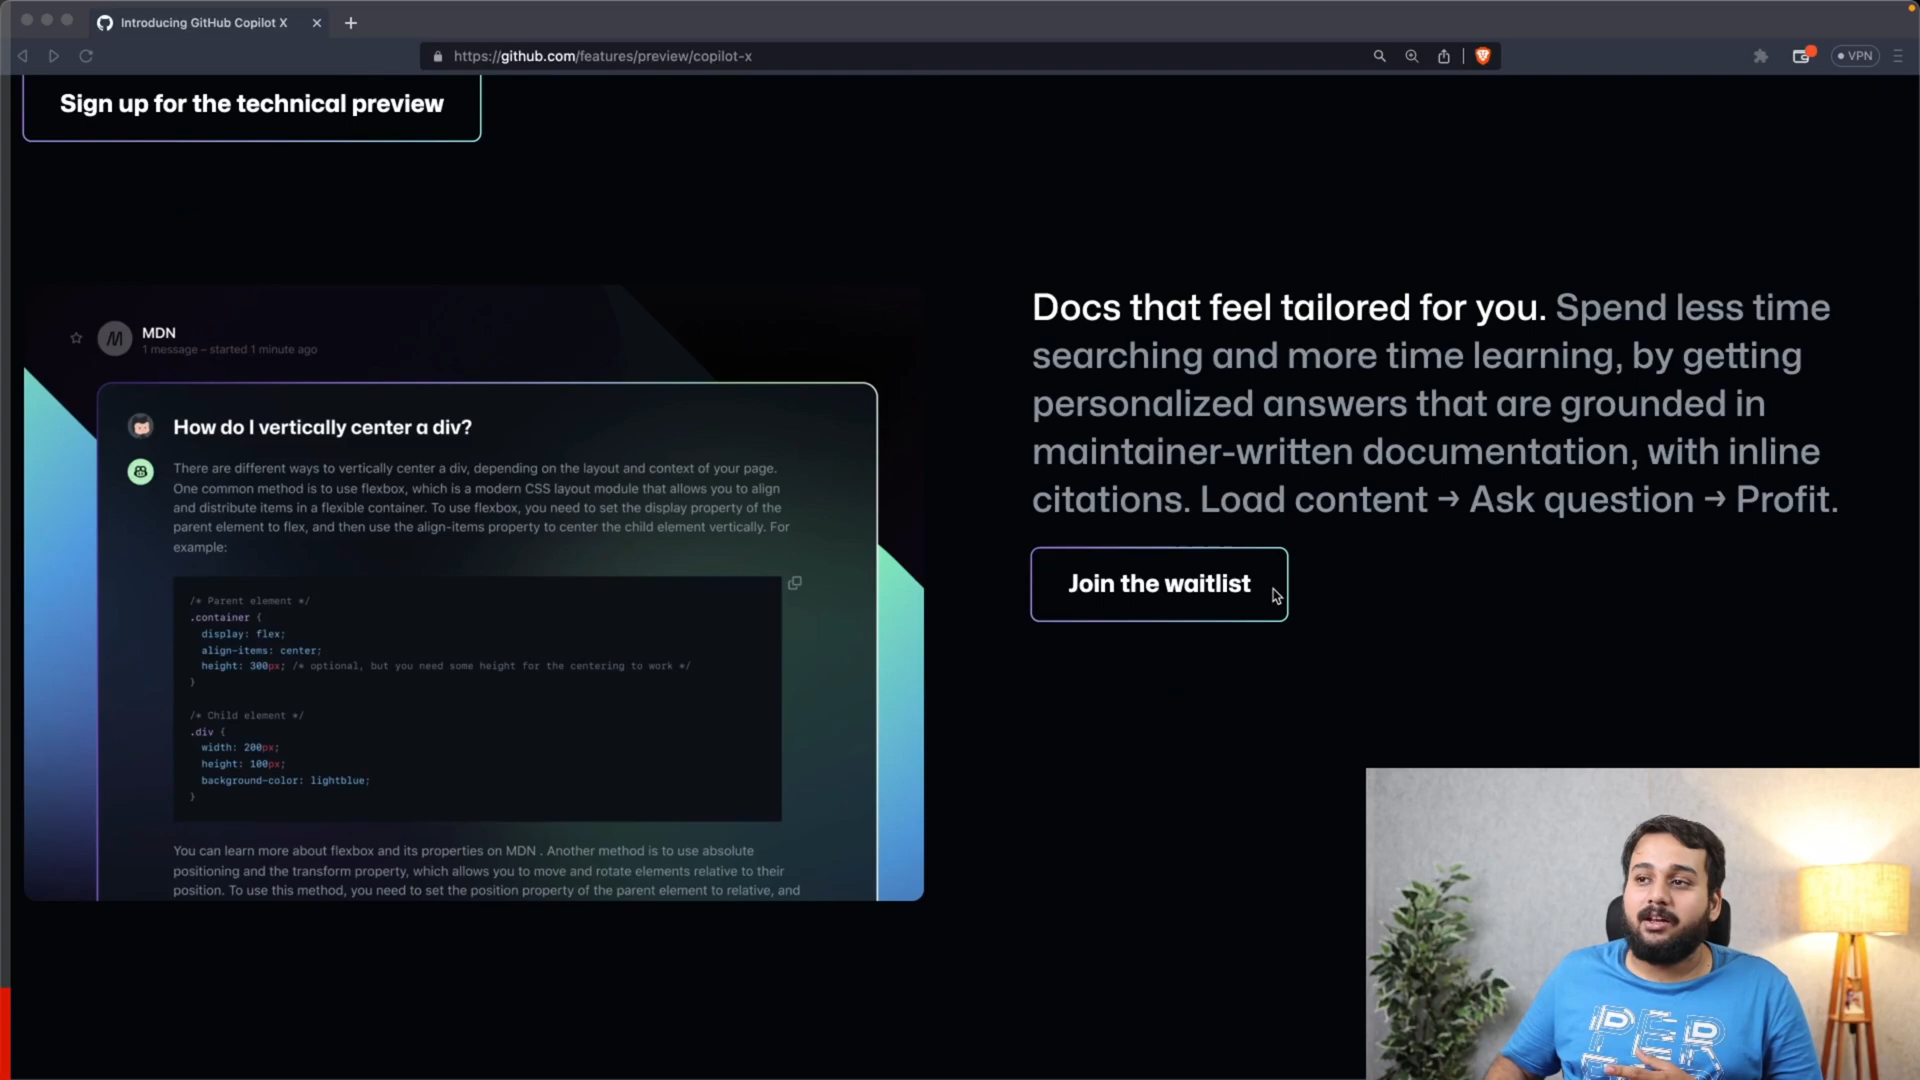 Introducing GitHub Copilot X
https://github.com/features/preview/copilot-x
VPN
Sign up for the technical preview
MDN
1 message – started 1 minute ago
How do I vertically center a div?
There are different ways to vertically center a div, depending on the layout and context of your page.
One common method is to use flexbox, which is a modern CSS layout module that allows you to align
and distribute items in a flexible container. To use flexbox, you need to set the display property of the
parent element to flex, and then use the align-items property to center the child element vertically. For
example:
/* Parent element */
.container {
display: flex;
align-items: center;
height: 300px; /* optional, but you need some height for the centering to work */
}
/* Child element */
.div {
width: 200px;
height: 100px;
background-color: lightblue;
}
You can learn more about flexbox and its properties on MDN . Another method is to use absolute
positioning and the transform property, which allows you to move and rotate elements relative to their
position. To use this method, you need to set the position property of the parent element to relative, and
Docs that feel tailored for you. Spend less time
searching and more time learning, by getting
personalized answers that are grounded in
maintainer-written documentation, with inline
citations. Load content → Ask question → Profit.
Join the waitlist
PER